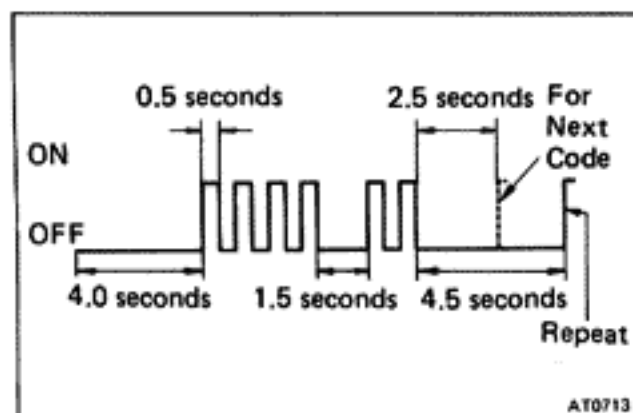 0.5 seconds
2.5 seconds
For
Next
Code
ON
OFF
4.0 seconds
1.5 seconds
4.5 seconds
Repeat
AT0713